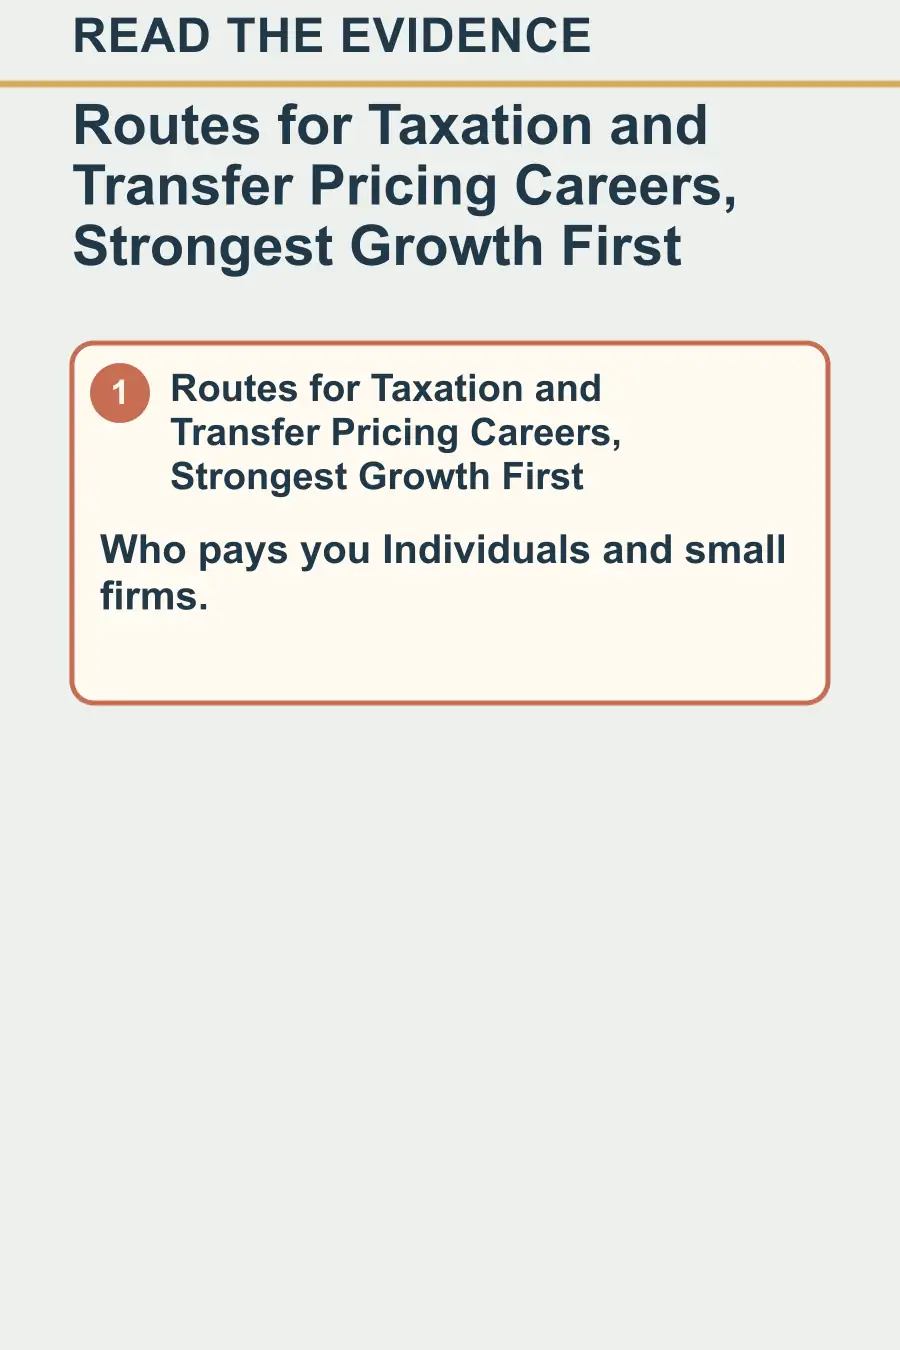 READ THE EVIDENCE
Routes for Taxation and
Transfer Pricing Careers,
Strongest Growth First
1
Routes for Taxation and
Transfer Pricing Careers,
Strongest Growth First
Who pays you Individuals and small
firms.